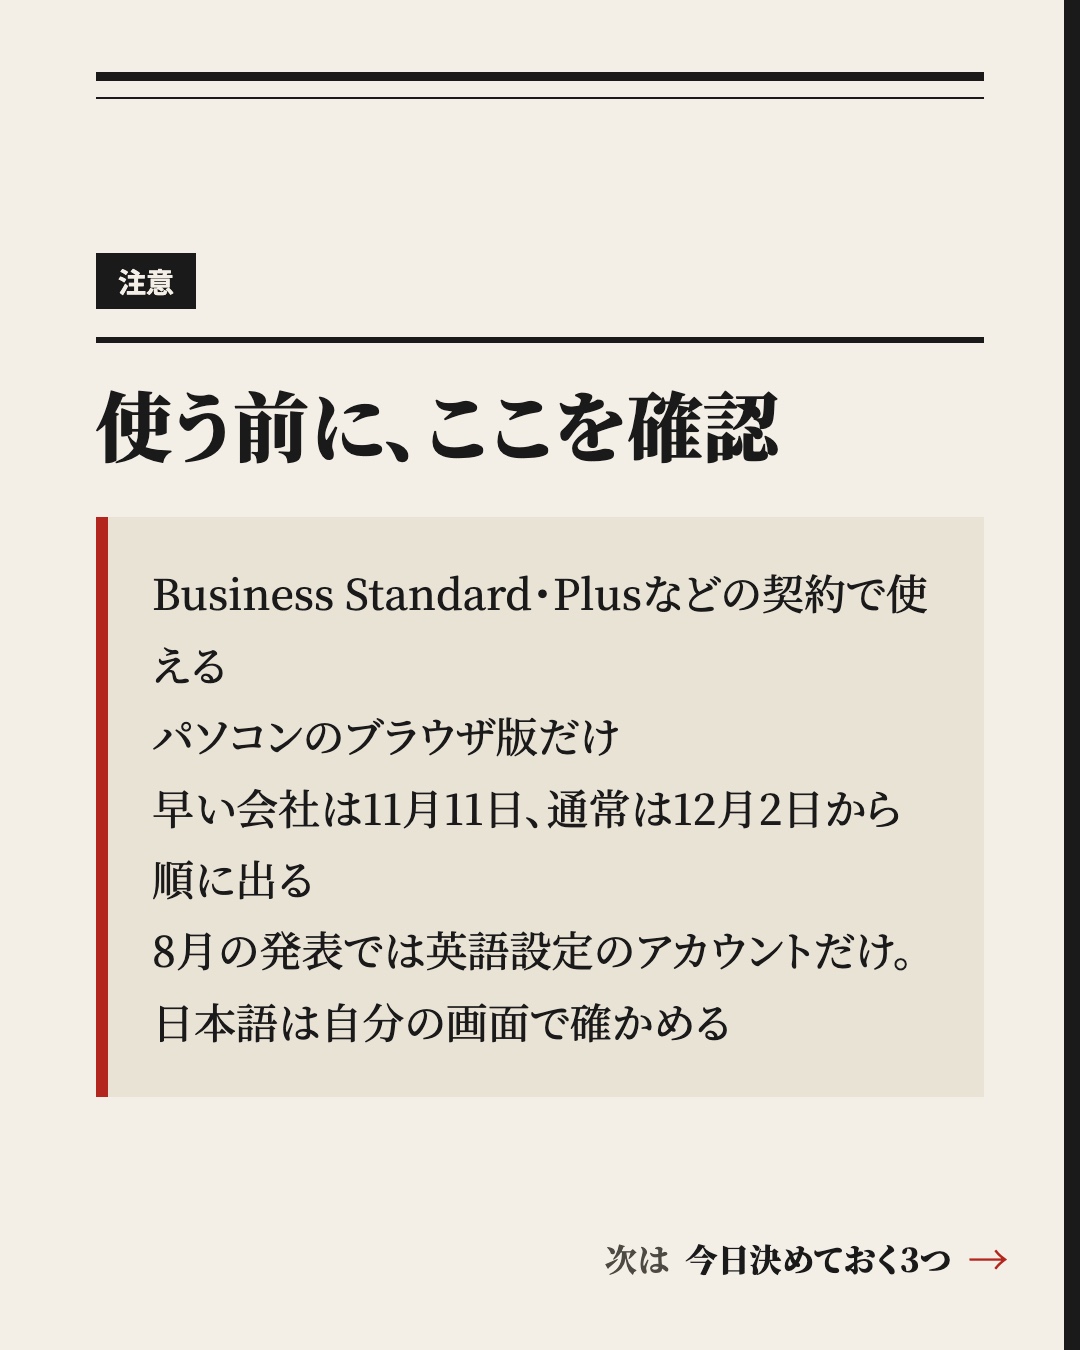 注意
使う前に、ここを確認
Business Standard・Plusなどの契約で使
える
パソコンのブラウザ版だけ
早い会社は11月11日、通常は12月2日から
順に出る
8月の発表では英語設定のアカウントだけ。
日本語は自分の画面で確かめる
次は 今日決めておく3つ →